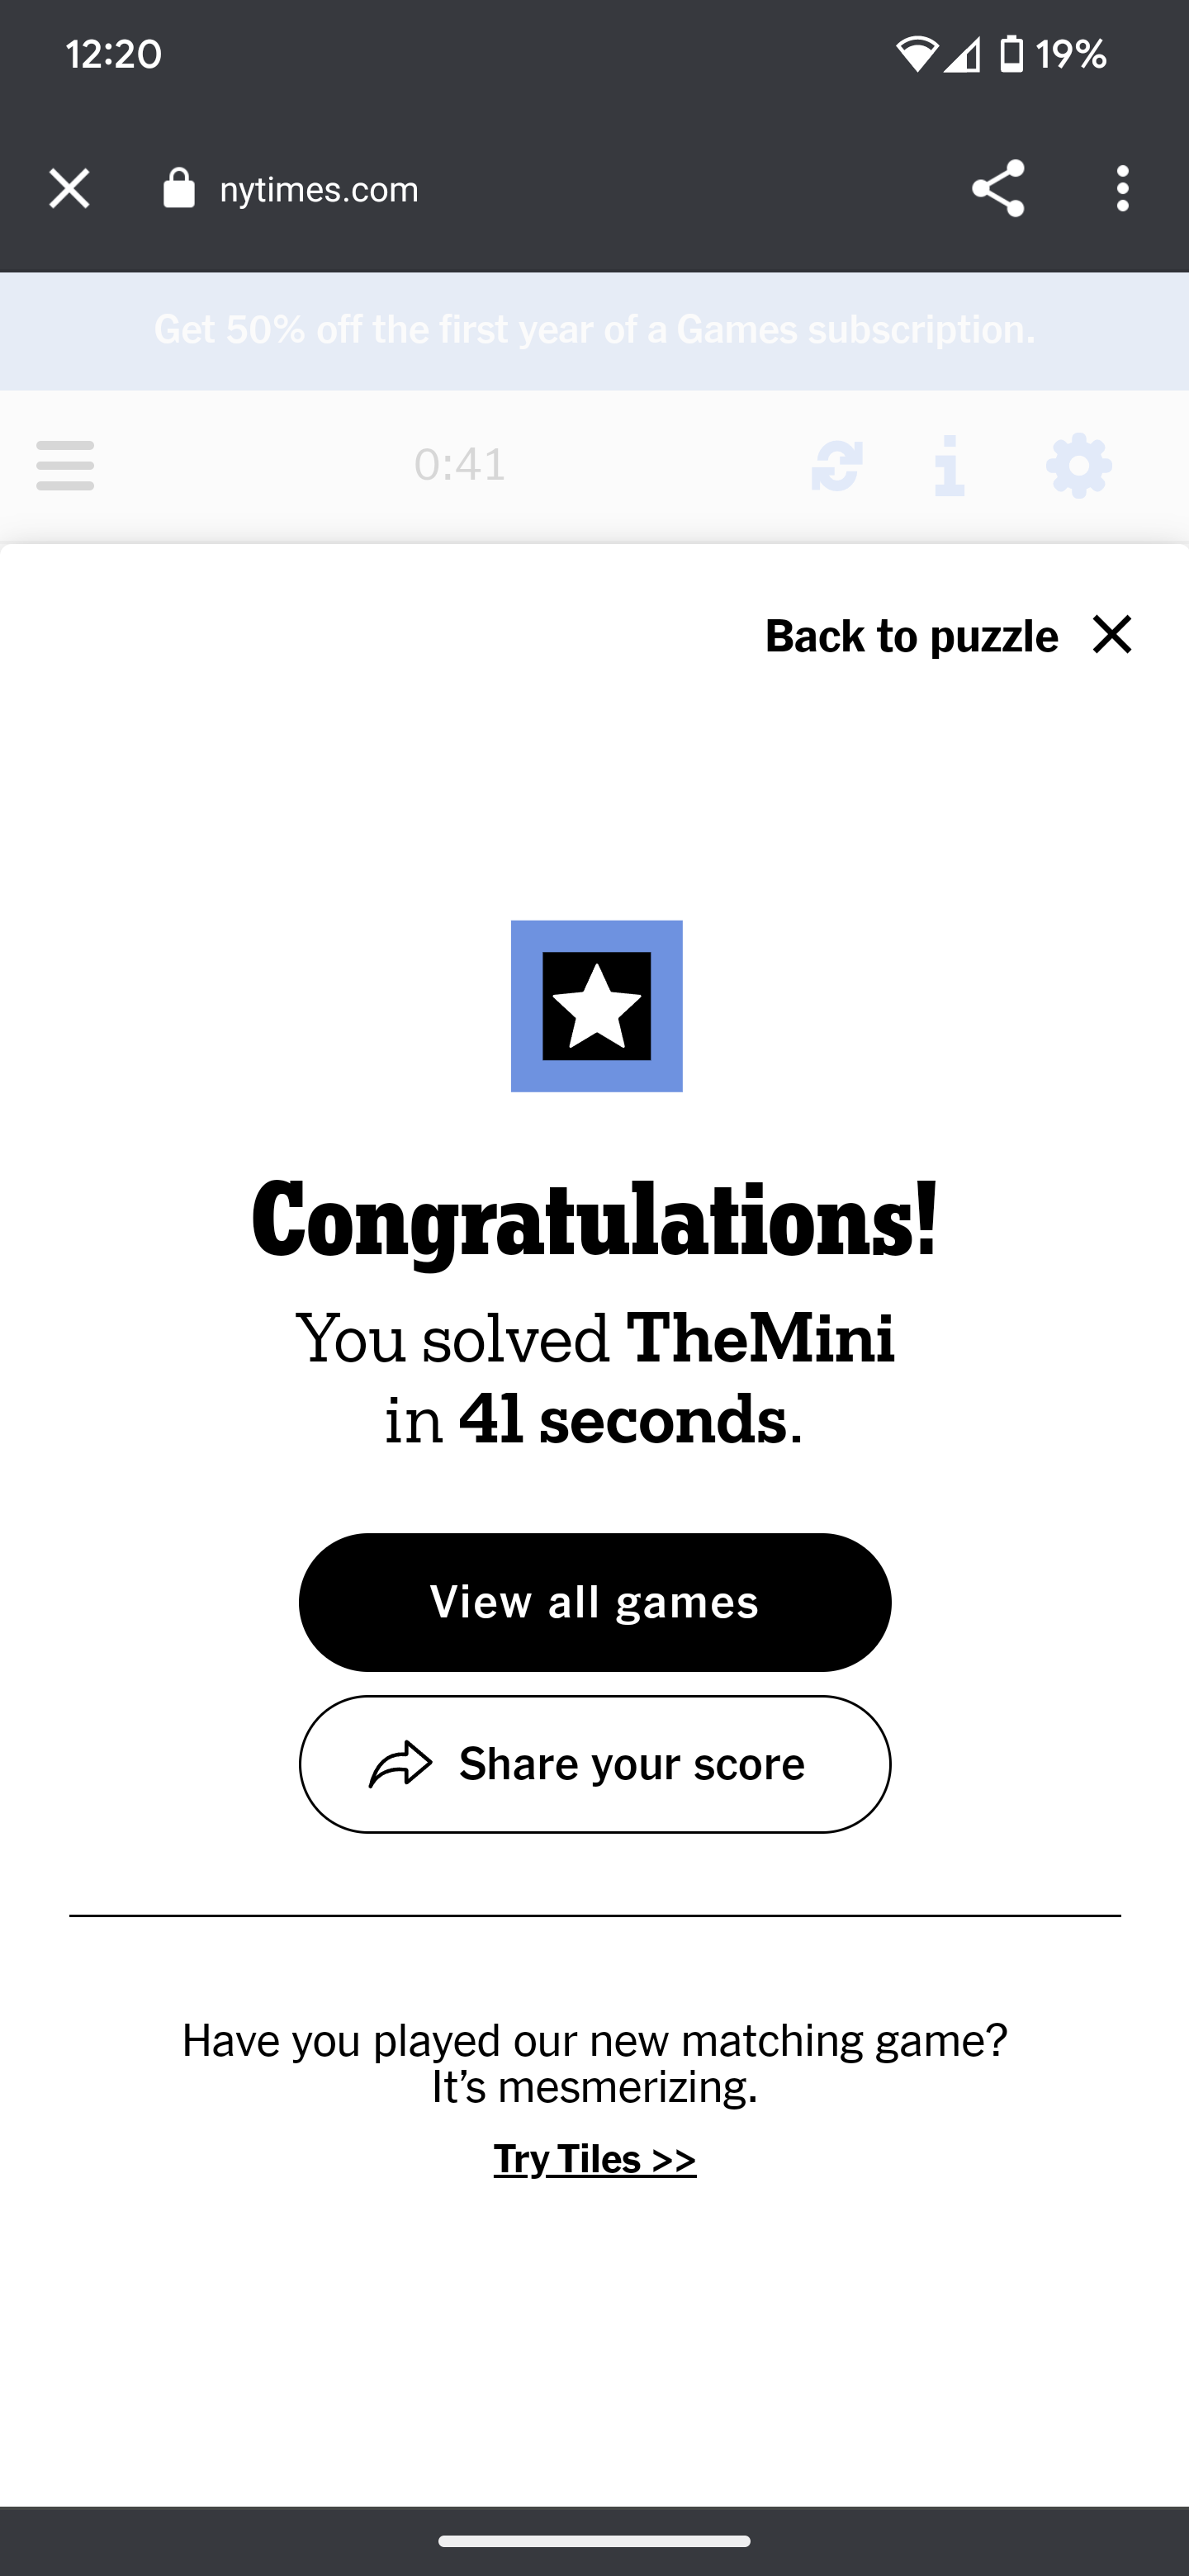 12:20
19%
nytimes.com
Get 50% off the first year of a Games subscription.
0:41
Back to puzzle
Congratulations!
You solved TheMini
in 41 seconds.
View all games
Share your score
Have you played our new matching game?
It’s mesmerizing.
Try Tiles >>